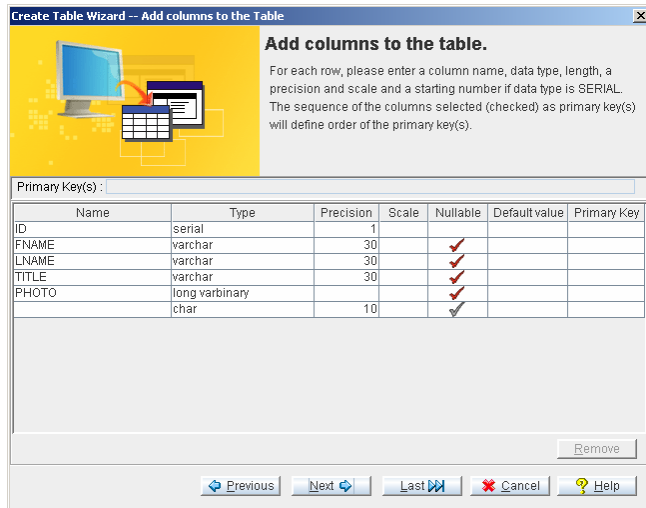 Create Table Wizard -- Add columns to the Table
Add columns to the table.
For each row, please enter a column name, data type, length, a
precision and scale and a starting number if data type is SERIAL.
The sequence of the columns selected (checked) as primary key(s)
will define order of the primary key(s).
Primary Key(s) :
Name Type Precision Scale Nullable Default value Primary Key
ID serial 1
FNAME varchar 30
LNAME varchar 30
TITLE varchar 30
PHOTO long varbinary
char 10
Remove
Previous Next Last Cancel Help